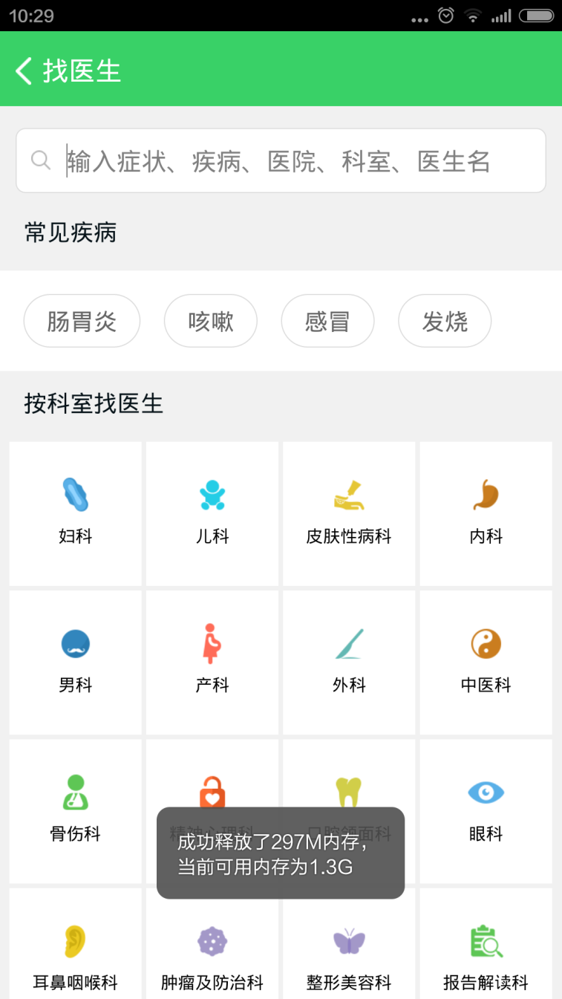 10:29
找医生
输入症状、疾病、医院、科室、医生名
常见疾病
肠胃炎 咳嗽 感冒 发烧
按科室找医生
妇科 儿科 皮肤性病科 内科
男科 产科 外科 中医科
骨伤科 精神心理科 口腔颌面科 眼科
成功释放了297M内存，
当前可用内存为1.3G
耳鼻咽喉科 肿瘤及防治科 整形美容科 报告解读科